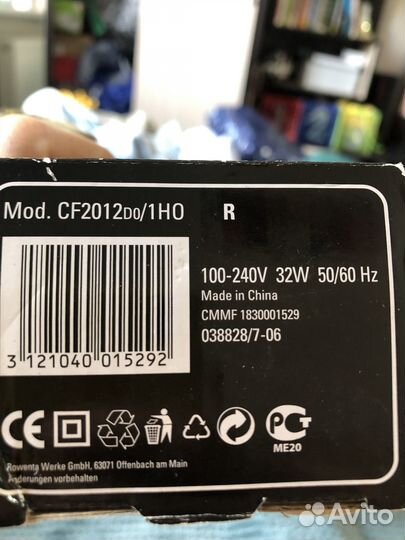 Mod. CF2012D0/1H0 R
100-240V 32W 50/60 Hz
Made in China
CMMF 1830001529
038828/7-06
3 121040 015292
CE
PCT
ME20
Rowenta Werke GmbH, 63071 Offenbach am Main
Änderungen vorbehalten
Avito